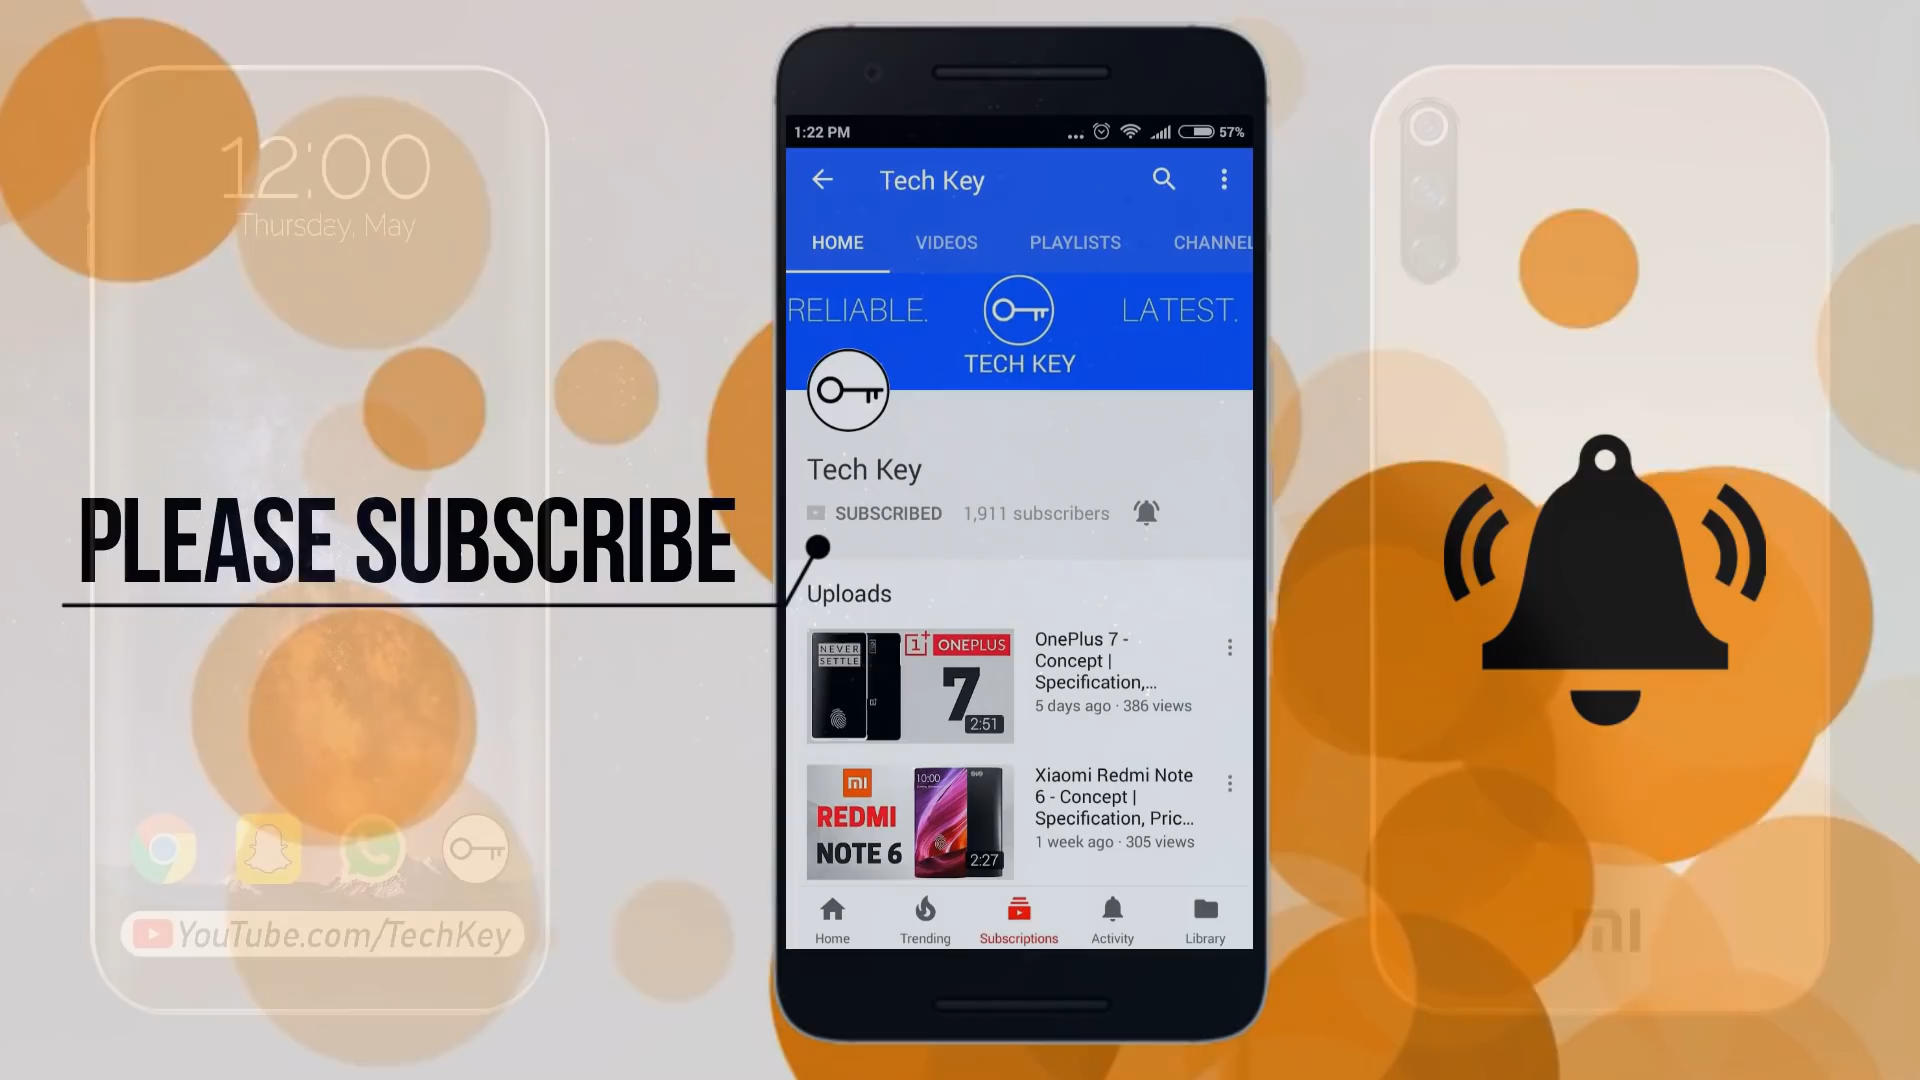 12:00
Thursday, May
PLEASE SUBSCRIBE
YouTube.com/TechKey
1:22 PM
57%
Tech Key
HOME VIDEOS PLAYLISTS CHANNEL
RELIABLE.
LATEST.
TECH KEY
Tech Key
SUBSCRIBED 1,911 subscribers
Uploads
NEVER
SETTLE
1+ ONEPLUS
7
2:51
OnePlus 7 -
Concept |
Specification,...
5 days ago · 386 views
MI
REDMI
NOTE 6
10:00
2:27
Xiaomi Redmi Note
6 - Concept |
Specification, Pric...
1 week ago · 305 views
Home Trending Subscriptions Activity Library
MI